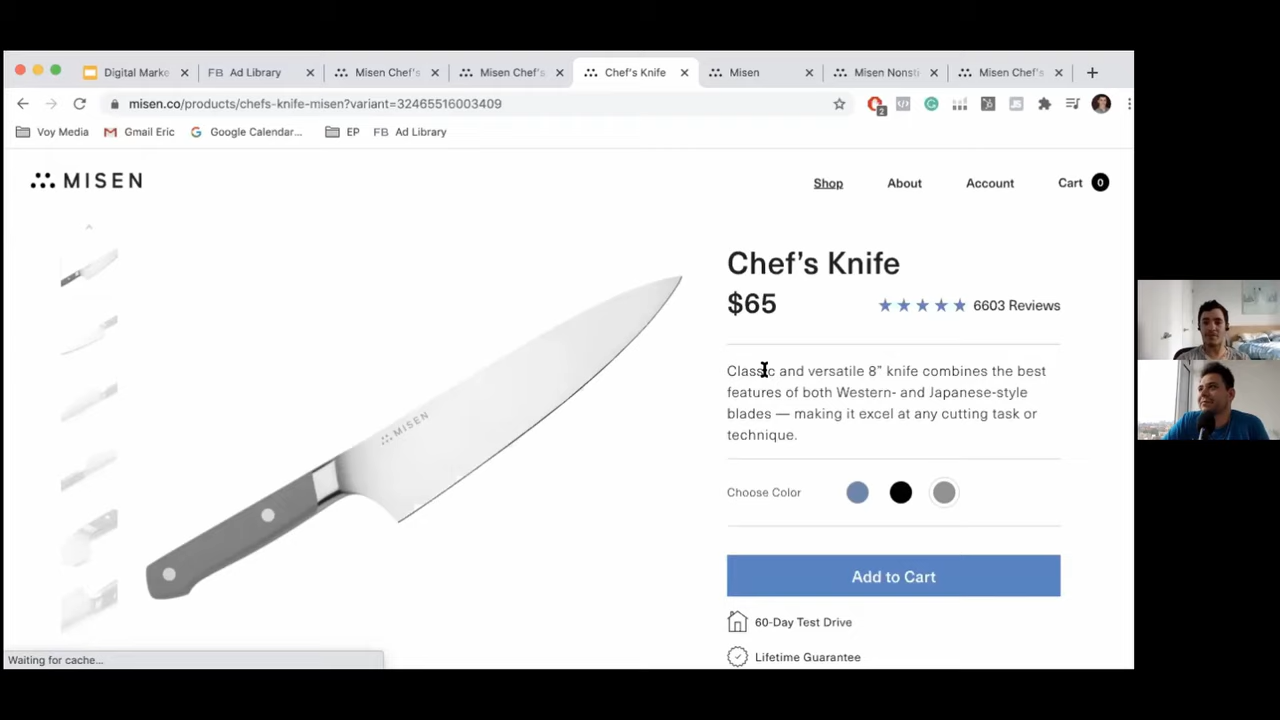 Digital Marke
FB Ad Library
Misen Chef's
Misen Chef's
Chef's Knife
Misen
Misen Nonsti
Misen Chef's
misen.co/products/chefs-knife-misen?variant=32465516003409
2
Voy Media
Gmail Eric
Google Calendar...
EP
FB Ad Library
MISEN
Shop
About
Account
Cart 0
Chef's Knife
$65
6603 Reviews
Classic and versatile 8" knife combines the best
features of both Western- and Japanese-style
blades — making it excel at any cutting task or
technique.
MISEN
Choose Color
Add to Cart
60-Day Test Drive
Lifetime Guarantee
Waiting for cache...